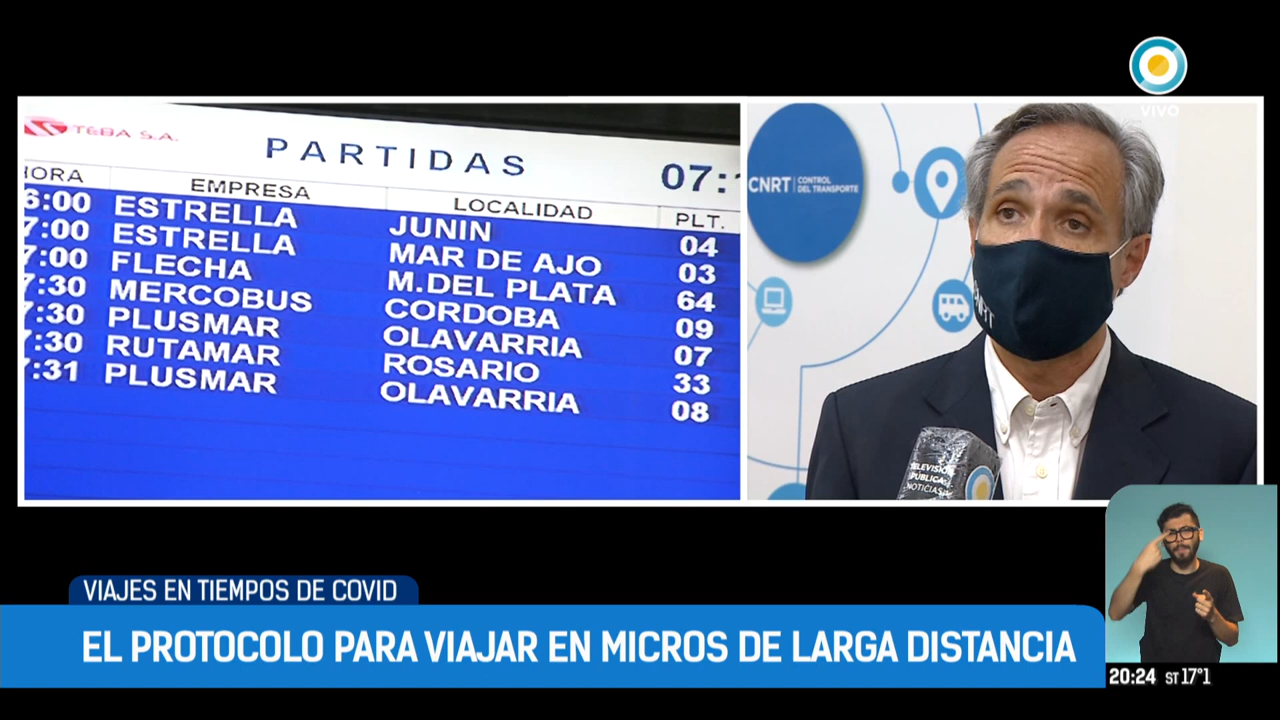 VIVO
TEBA S.A.
PARTIDAS
07:
HORA EMPRESA LOCALIDAD PLT.
6:00 ESTRELLA JUNIN 04
7:00 ESTRELLA MAR DE AJO 03
7:00 FLECHA M.DEL PLATA 64
7:30 MERCOBUS CORDOBA 09
7:30 PLUSMAR OLAVARRIA 07
7:30 RUTAMAR ROSARIO 33
7:31 PLUSMAR OLAVARRIA 08
CNRT CONTROL
DEL TRANSPORTE
CNRT
TELEVISIÓN
PÚBLICA
NOTICIAS
VIAJES EN TIEMPOS DE COVID
EL PROTOCOLO PARA VIAJAR EN MICROS DE LARGA DISTANCIA
20:24 ST 17°1